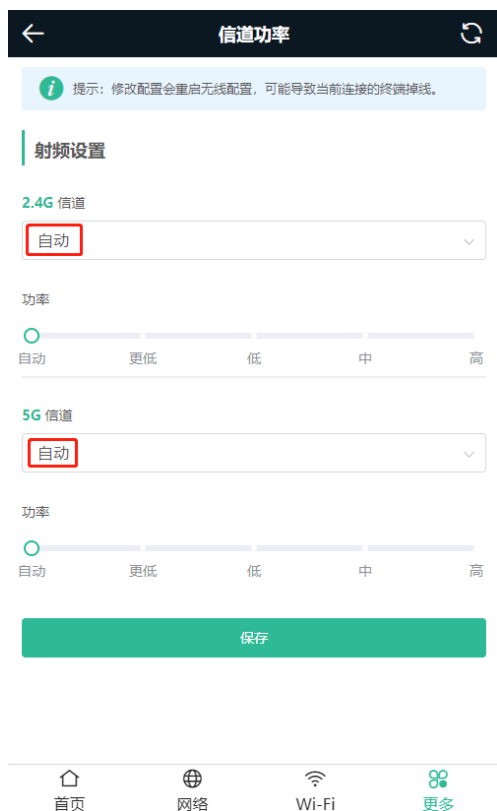 信道功率
提示：修改配置会重启无线配置，可能导致当前连接的终端掉线。
射频设置
2.4G 信道
自动
功率
自动 更低 低 中 高
5G 信道
自动
功率
自动 更低 低 中 高
保存
首页 网络 Wi-Fi 更多